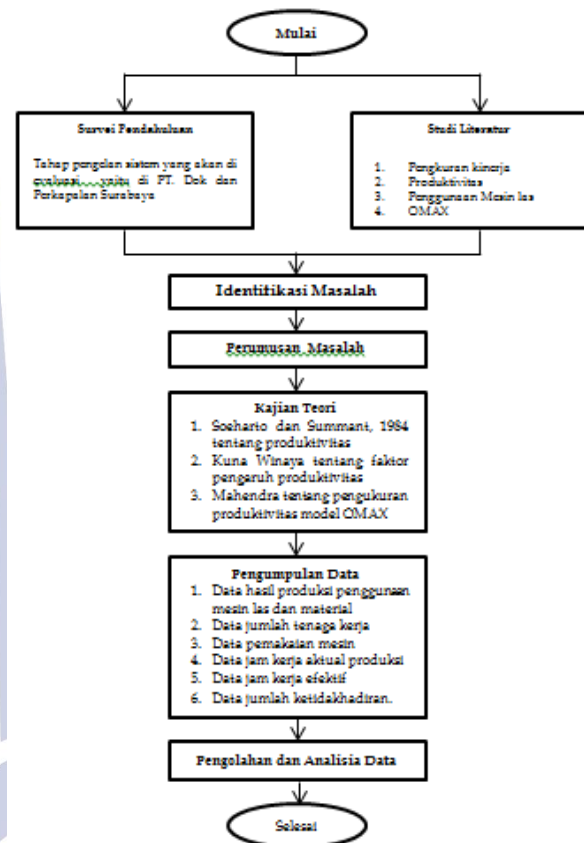 Mulai
Survei Pendahuluan
Tahap pengelan sistem yang akan di
evaluasi yaitu di PT. Dok dan
Perkapalan Surabaya
Studi Literatur
1. Pengkuran kinerja
2. Produktivitas
3. Penggunaan Mesin las
4. OMAX
Identifikasi Masalah
Perumusan Masalah
Kajian Teori
1. Soeharto dan Summant, 1984
tentang produktivitas
2. Kuna Winaya tentang faktor
pengaruh produktivitas
3. Mahendra tentang pengukuran
produktivitas model OMAX
Pengumpulan Data
1. Data hasil produksi penggunaan
mesin las dan material
2. Data jumlah tenaga kerja
3. Data pemakaian mesin
4. Data jam kerja aktual produksi
5. Data jam kerja efektif
6. Data jumlah ketidakhadiran.
Pengolahan dan Analisia Data
Selesai